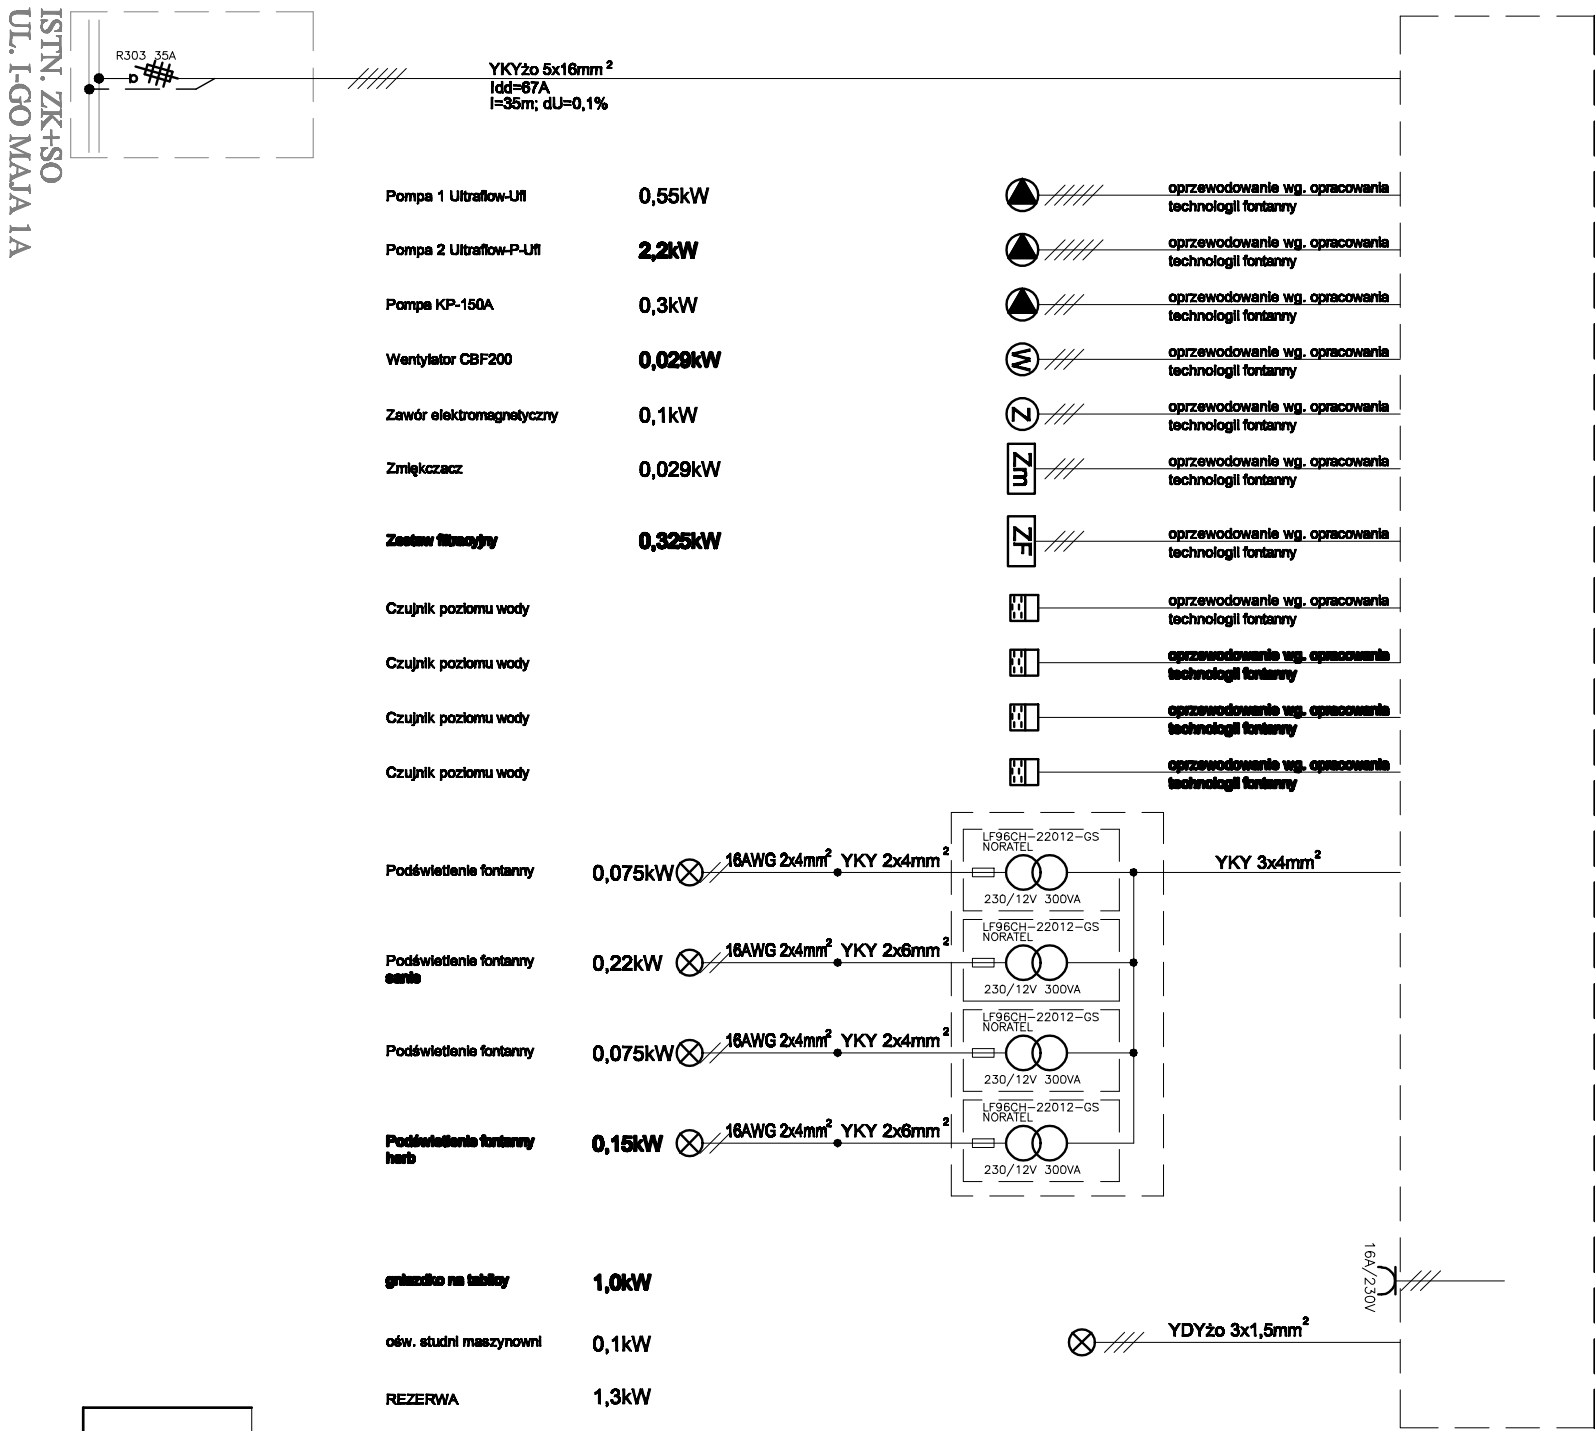 ISTN. ZK+SO
UL. 1-GO MAJA 1A
R303 35A
D
YKYżo 5x16mm²
Idd=67A
l=35m; dU=0,1%
Pompa 1 Ultraflow-Ufl 0,55kW oprzewodowanie wg. opracowania
technologii fontanny
Pompa 2 Ultraflow-P-Ufl 2,2kW oprzewodowanie wg. opracowania
technologii fontanny
Pompa KP-150A 0,3kW oprzewodowanie wg. opracowania
technologii fontanny
Wentylator CBF200 0,029kW W oprzewodowanie wg. opracowania
technologii fontanny
Zawór elektromagnetyczny 0,1kW Z oprzewodowanie wg. opracowania
technologii fontanny
Zmiękczacz 0,029kW Zm oprzewodowanie wg. opracowania
technologii fontanny
Zestaw filtracyjny 0,325kW ZF oprzewodowanie wg. opracowania
technologii fontanny
Czujnik poziomu wody oprzewodowanie wg. opracowania
technologii fontanny
Czujnik poziomu wody oprzewodowanie wg. opracowania
technologii fontanny
Czujnik poziomu wody oprzewodowanie wg. opracowania
technologii fontanny
Czujnik poziomu wody oprzewodowanie wg. opracowania
technologii fontanny
LF96CH-22012-GS
NORATEL
Podświetlenie fontanny 0,075kW 16AWG 2x4mm² YKY 2x4mm² YKY 3x4mm²
230/12V 300VA
LF96CH-22012-GS
NORATEL
Podświetlenie fontanny 0,22kW 16AWG 2x4mm² YKY 2x6mm²
sanie
230/12V 300VA
LF96CH-22012-GS
NORATEL
Podświetlenie fontanny 0,075kW 16AWG 2x4mm² YKY 2x4mm²
230/12V 300VA
LF96CH-22012-GS
NORATEL
Podświetlenie fontanny 0,15kW 16AWG 2x4mm² YKY 2x6mm²
herb
230/12V 300VA
gniazdko na tablicy 1,0kW 16A/230V
ośw. studni maszynowni 0,1kW YDYżo 3x1,5mm²
REZERWA 1,3kW